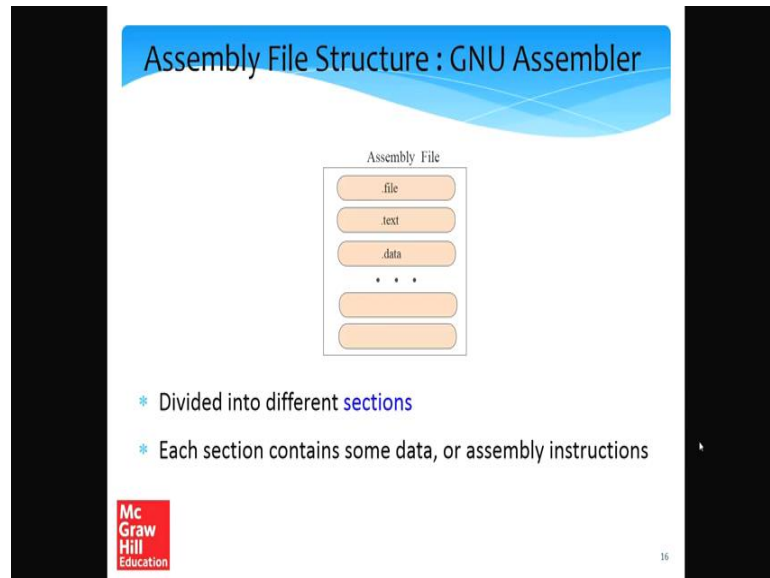 Assembly File Structure : GNU Assembler
Assembly File
.file
.text
.data
. . .
* Divided into different sections
* Each section contains some data, or assembly instructions
Mc
Graw
Hill
Education
16